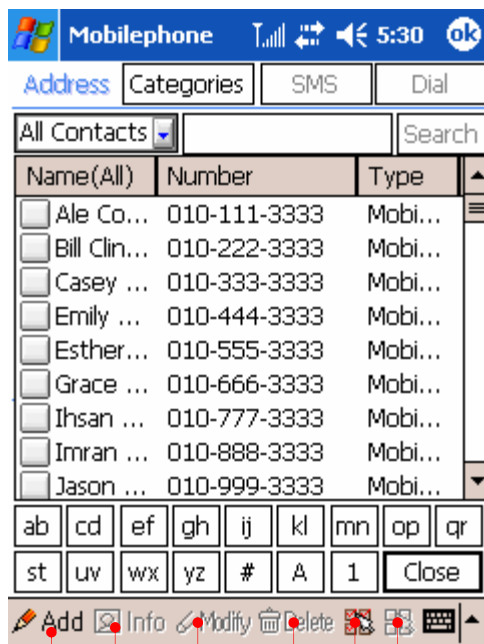 Mobilephone 5:30 ok
Address Categories SMS Dial
All Contacts Search
Name(All) Number Type
Ale Co... 010-111-3333 Mobi...
Bill Clin... 010-222-3333 Mobi...
Casey ... 010-333-3333 Mobi...
Emily ... 010-444-3333 Mobi...
Esther... 010-555-3333 Mobi...
Grace ... 010-666-3333 Mobi...
Ihsan ... 010-777-3333 Mobi...
Imran ... 010-888-3333 Mobi...
Jason ... 010-999-3333 Mobi...
ab cd ef gh ij kl mn op qr
st uv wx yz # A 1 Close
Add Info Modify Delete